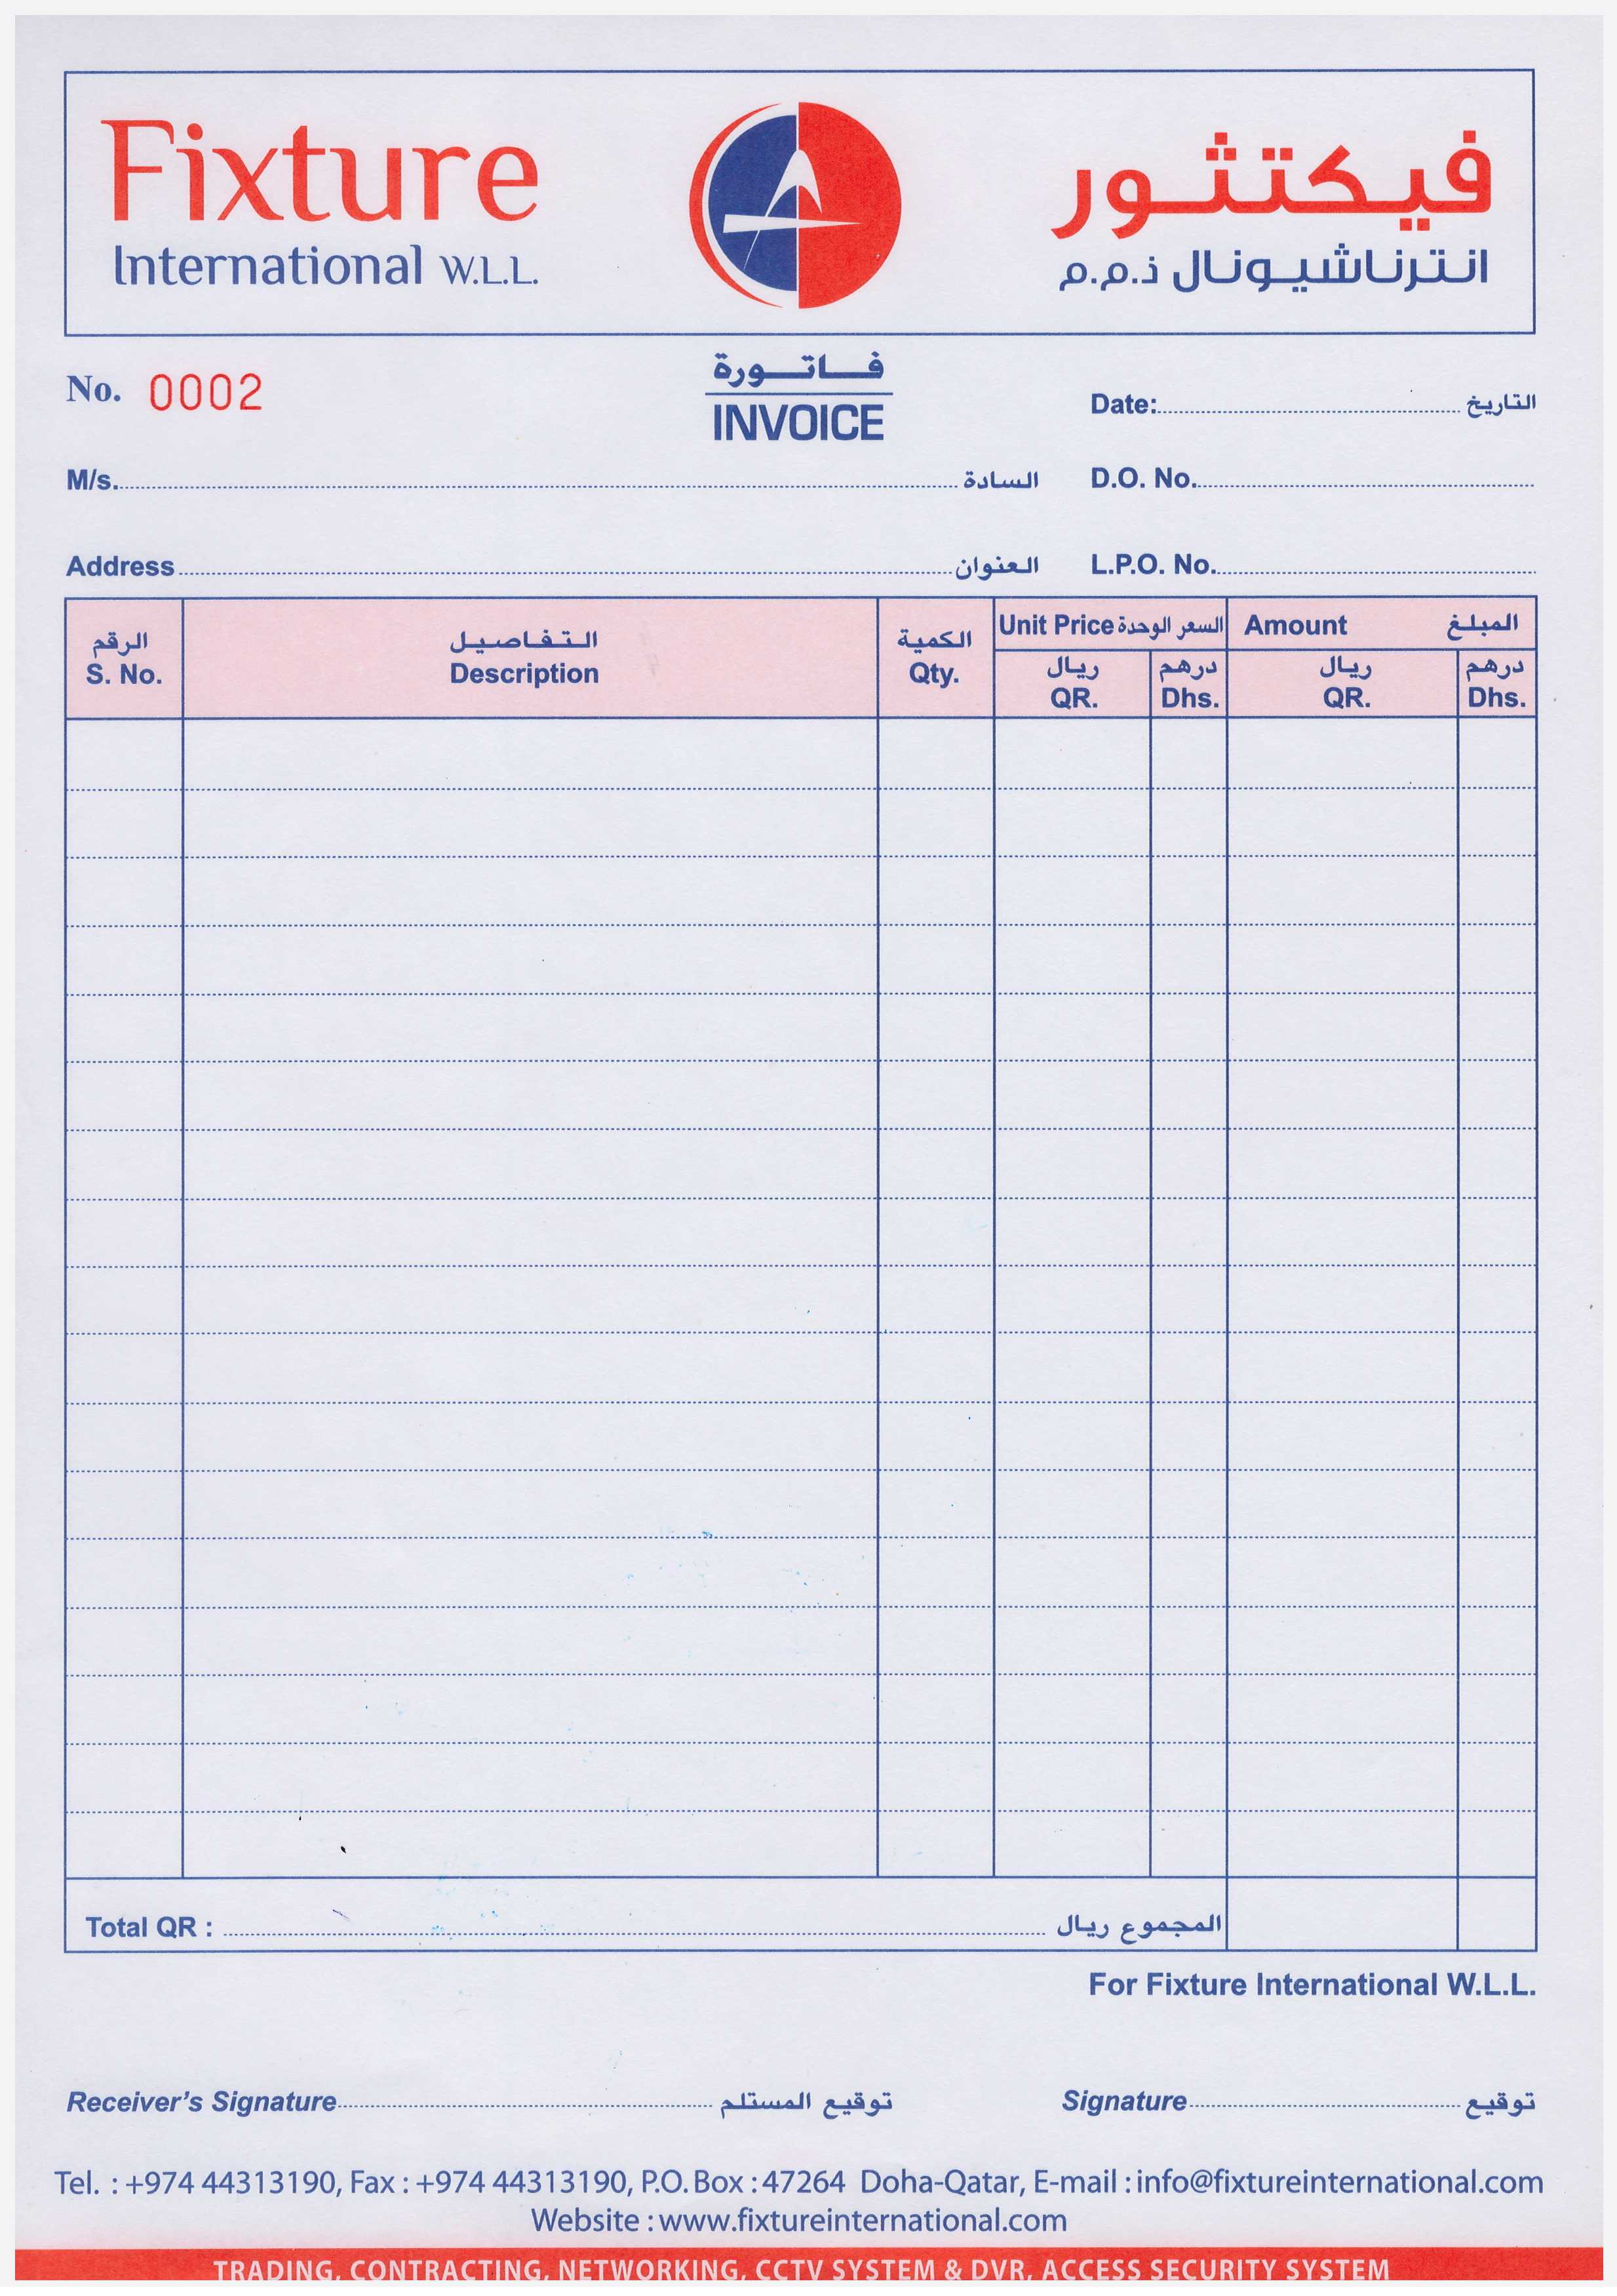 Fixture
International W.L.L.
فيكتثور
انترناشيونال ذ.م.م
No. 0002
فاتورة
INVOICE
Date: التاريخ
M/s. السادة
D.O. No.
Address العنوان
L.P.O. No.
الرقم
S. No.
التفاصيل
Description
الكمية
Qty.
Unit Price السعر الوحدة
ريال
QR.
درهم
Dhs.
Amount المبلغ
ريال
QR.
درهم
Dhs.
Total QR : المجموع ريال
For Fixture International W.L.L.
Receiver's Signature توقيع المستلم
Signature توقيع
Tel. : +974 44313190, Fax : +974 44313190, P.O. Box : 47264 Doha-Qatar, E-mail : info@fixtureinternational.com
Website : www.fixtureinternational.com
TRADING, CONTRACTING, NETWORKING, CCTV SYSTEM & DVR, ACCESS SECURITY SYSTEM